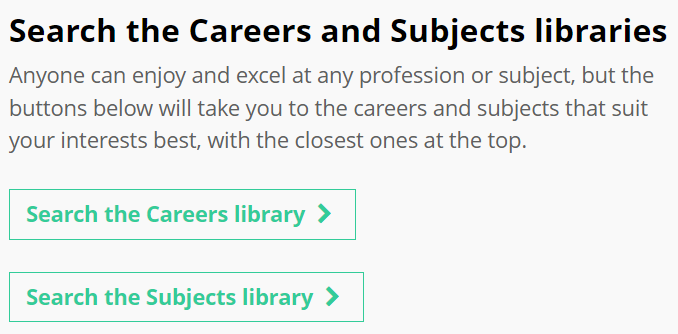 Search the Careers and Subjects libraries
Anyone can enjoy and excel at any profession or subject, but the
buttons below will take you to the careers and subjects that suit
your interests best, with the closest ones at the top.
Search the Careers library
Search the Subjects library